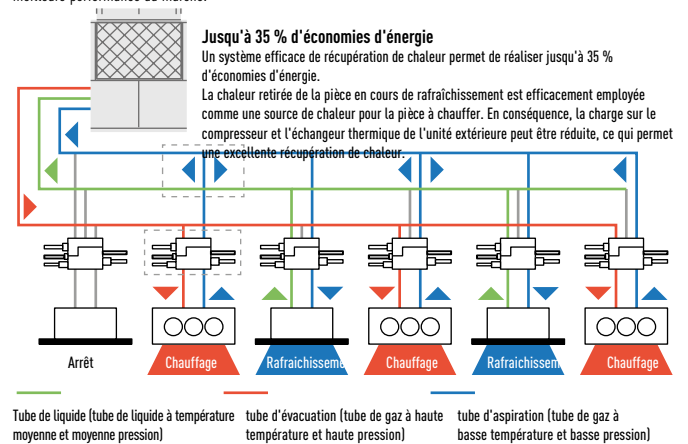 Jusqu'à 35 % d'économies d'énergie
Un système efficace de récupération de chaleur permet de réaliser jusqu'à 35 %
d'économies d'énergie.
La chaleur retirée de la pièce en cours de rafraîchissement est efficacement employée
comme une source de chaleur pour la pièce à chauffer. En conséquence, la charge sur le
compresseur et l'échangeur thermique de l'unité extérieure peut être réduite, ce qui permet
une excellente récupération de chaleur.
Arrêt
Chauffage
Rafraichisseme
Chauffage
Rafraichissem
Chauffage
Tube de liquide (tube de liquide à température
moyenne et moyenne pression)
tube d'évacuation (tube de gaz à haute
température et haute pression)
tube d'aspiration (tube de gaz à
basse température et basse pression)